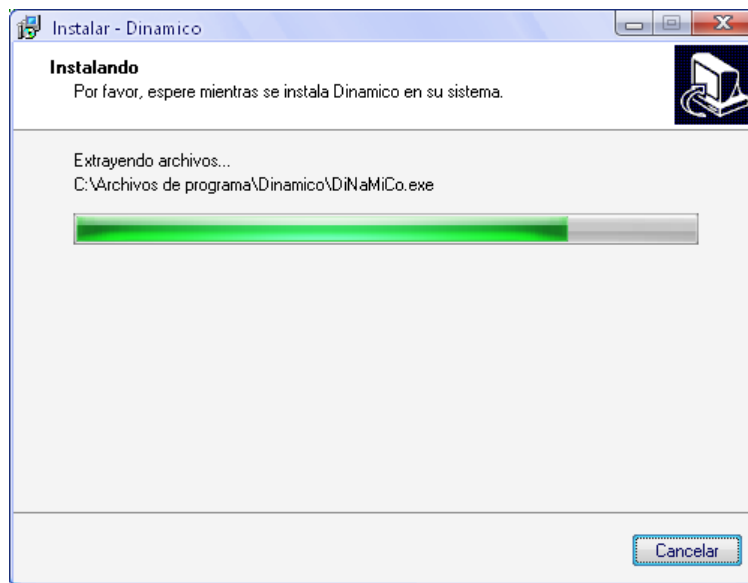 Instalar - Dinamico
Instalando
Por favor, espere mientras se instala Dinamico en su sistema.
Extrayendo archivos...
C:\Archivos de programa\Dinamico\DiNaMiCo.exe
Cancelar